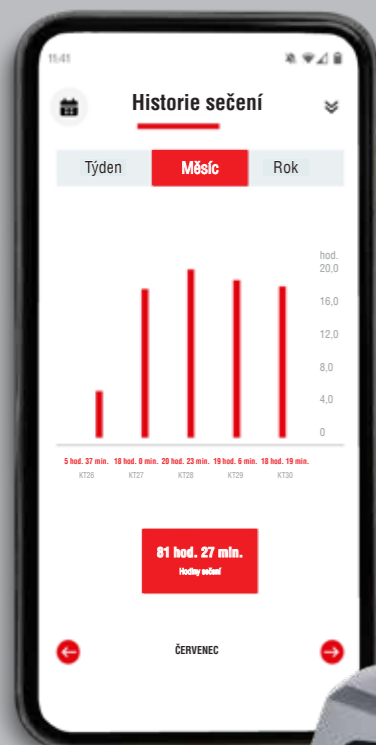 11:41
Historie sečení
Týden Měsíc Rok
hod.
20,0
16,0
12,0
8,0
4,0
0
5 hod. 37 min. 18 hod. 0 min. 20 hod. 23 min. 19 hod. 6 min. 18 hod. 19 min.
KT26 KT27 KT28 KT29 KT30
81 hod. 27 min.
Hodiny sečení
ČERVENEC